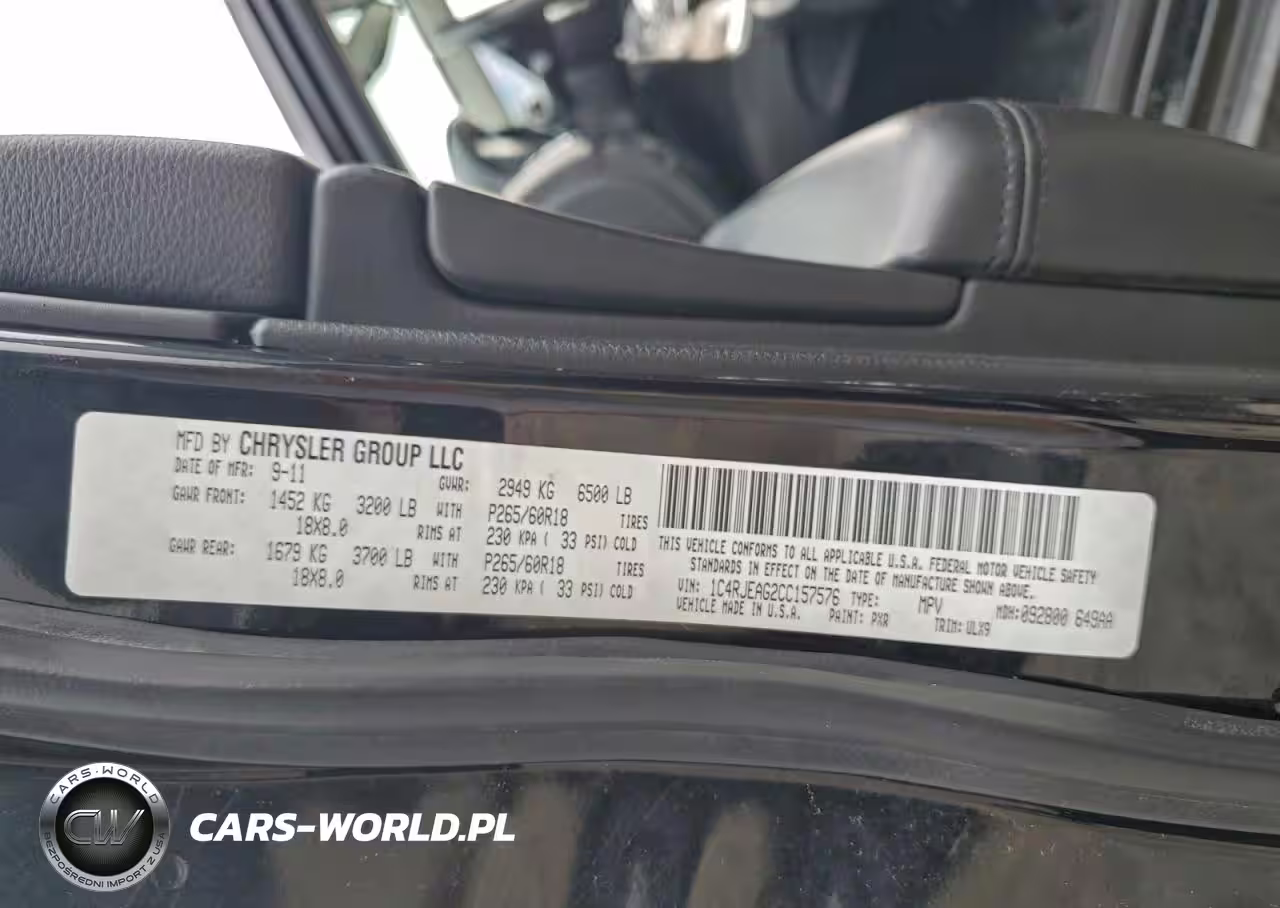 MFD BY CHRYSLER GROUP LLC
DATE OF MFR: 9-11 GVWR: 2949 KG 6500 LB
GAWR FRONT: 1452 KG 3200 LB WITH P265/60R18 TIRES
18X8.0 RIMS AT 230 KPA ( 33 PSI) COLD
GAWR REAR: 1679 KG 3700 LB WITH P265/60R18 TIRES
18X8.0 RIMS AT 230 KPA ( 33 PSI) COLD
THIS VEHICLE CONFORMS TO ALL APPLICABLE U.S.A. FEDERAL MOTOR VEHICLE SAFETY
STANDARDS IN EFFECT ON THE DATE OF MANUFACTURE SHOWN ABOVE.
VIN: 1C4RJEAG2CC157576 TYPE: MPV MDH: 092800 649AA
VEHICLE MADE IN U.S.A. PAINT: PXR TRIM: ULX9
CARS-WORLD
CW
BEZPOŚREDNI IMPORT Z USA
CARS-WORLD.PL